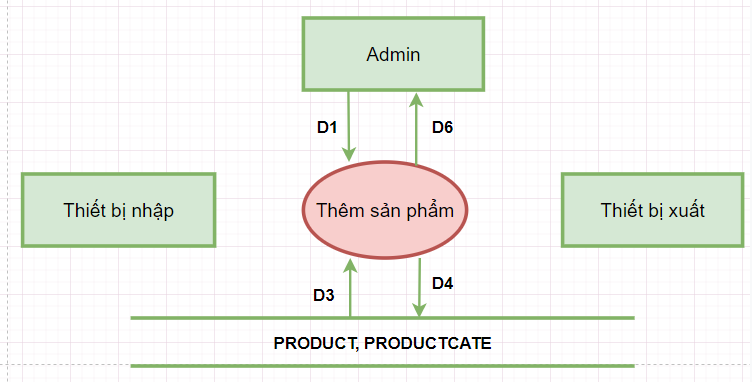 Admin
D1
D6
Thiết bị nhập
Thêm sản phẩm
Thiết bị xuất
D3
D4
PRODUCT, PRODUCTCATE